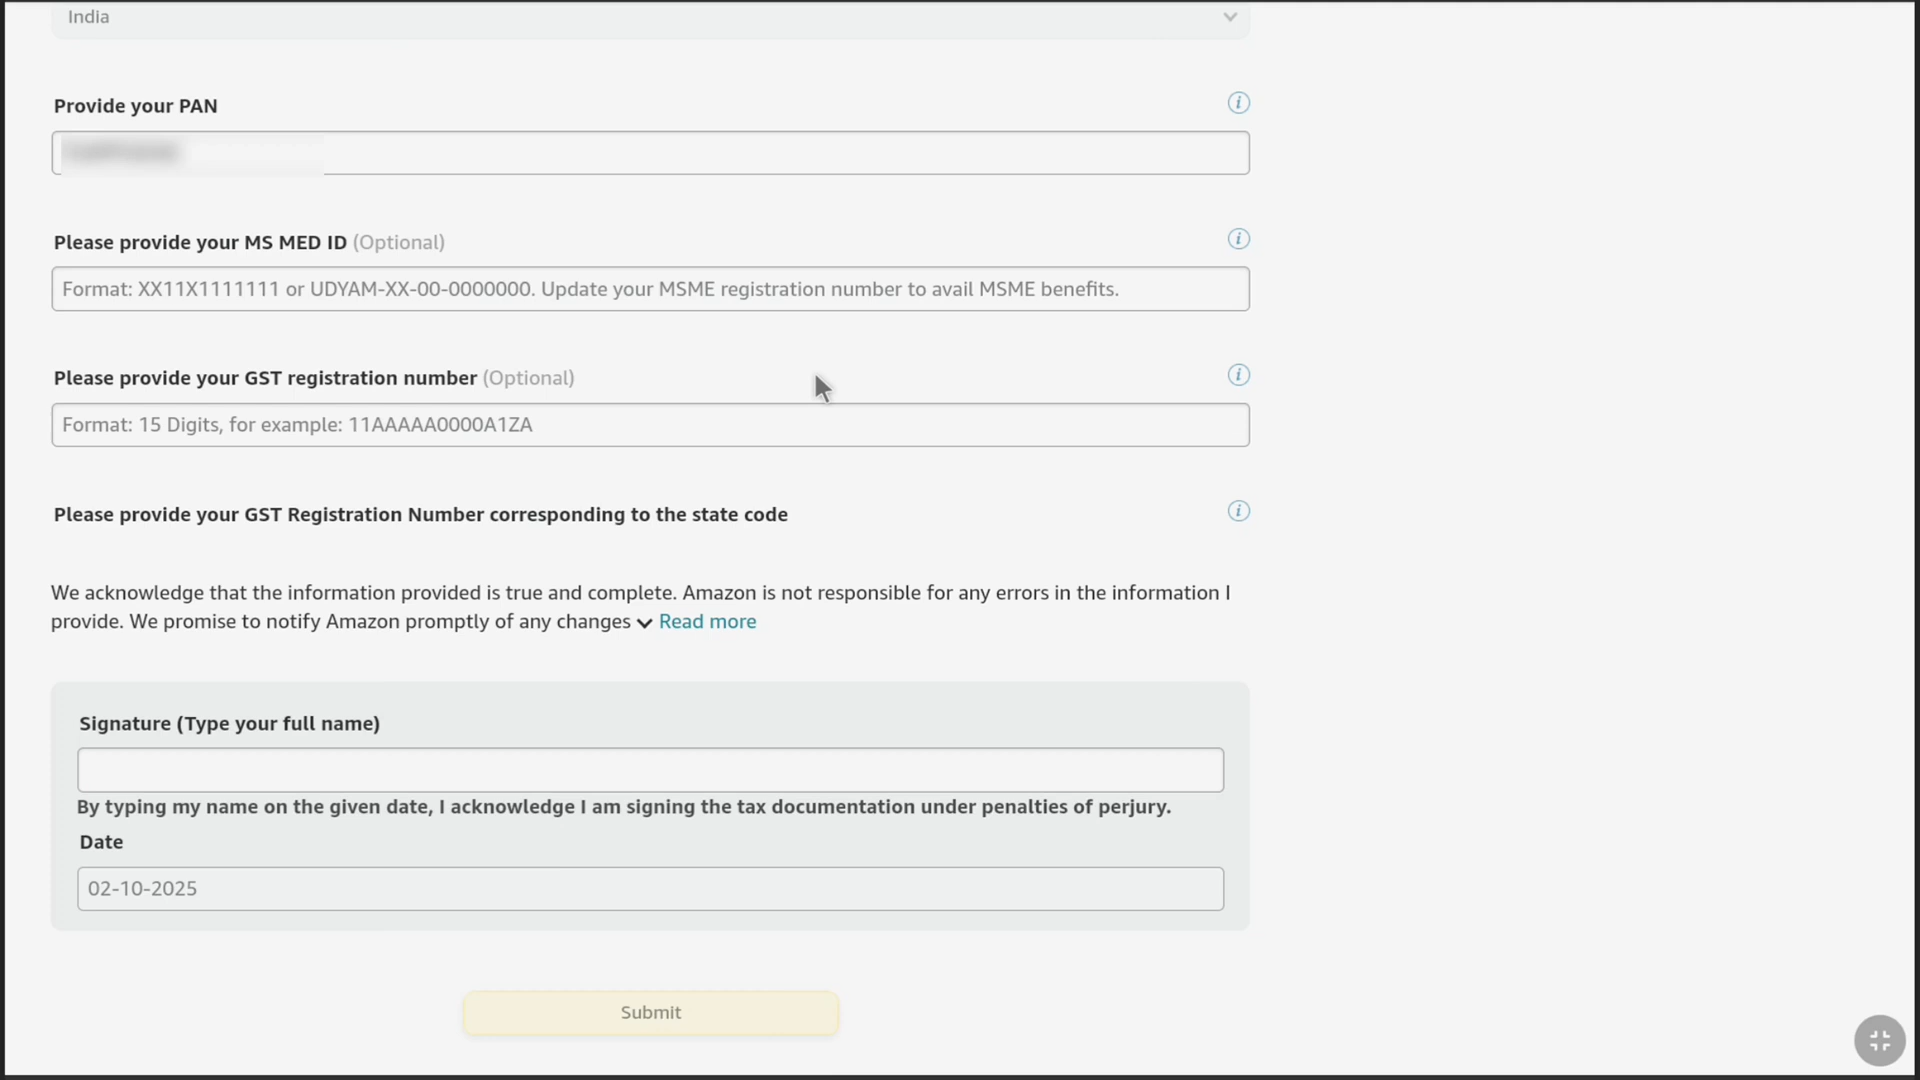 India
Provide your PAN
Please provide your MS MED ID (Optional)
Format: XX11X1111111 or UDYAM-XX-00-0000000. Update your MSME registration number to avail MSME benefits.
Please provide your GST registration number (Optional)
Format: 15 Digits, for example: 11AAAAA0000A1ZA
Please provide your GST Registration Number corresponding to the state code
We acknowledge that the information provided is true and complete. Amazon is not responsible for any errors in the information I
provide. We promise to notify Amazon promptly of any changes Read more
Signature (Type your full name)
By typing my name on the given date, I acknowledge I am signing the tax documentation under penalties of perjury.
Date
02-10-2025
Submit